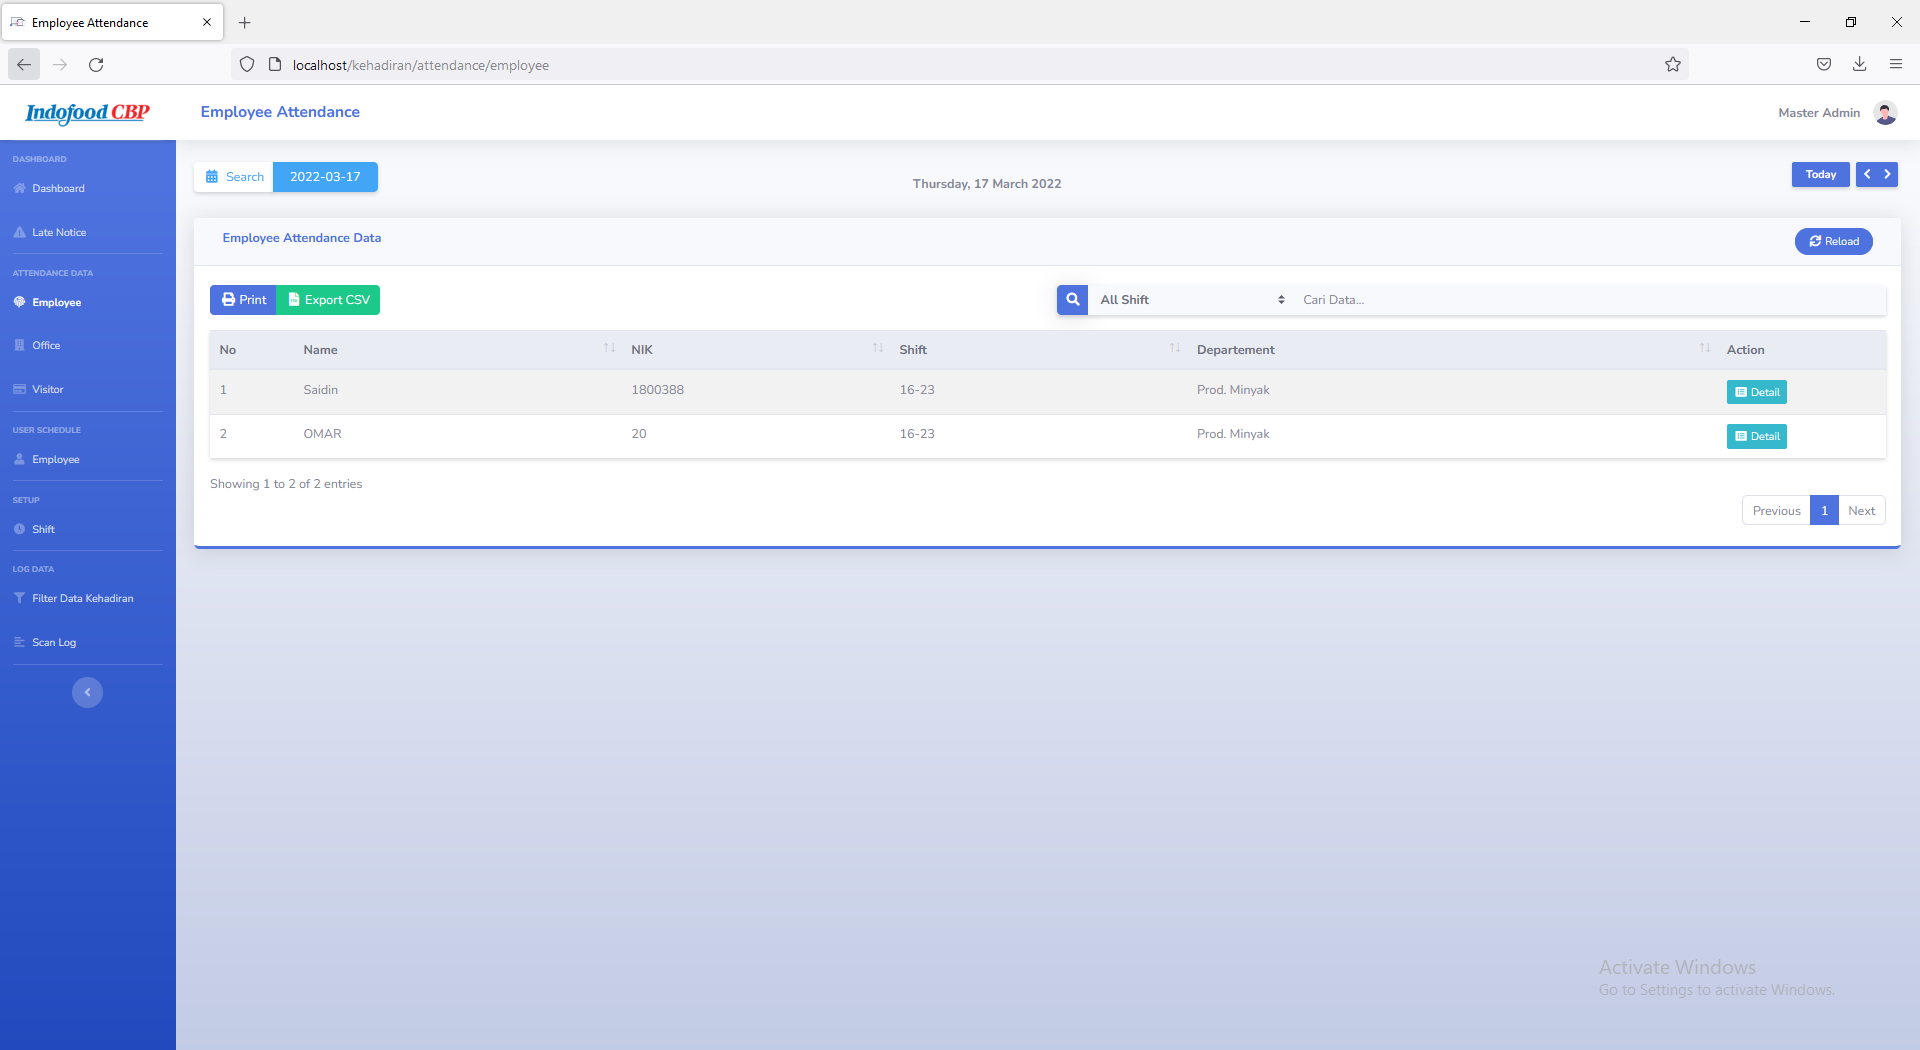 Employee Attendance
localhost/kehadiran/attendance/employee
Indofood CBP
Employee Attendance
Master Admin
DASHBOARD
Dashboard
Late Notice
ATTENDANCE DATA
Employee
Office
Visitor
USER SCHEDULE
Employee
SETUP
Shift
LOG DATA
Filter Data Kehadiran
Scan Log
Search 2022-03-17
Thursday, 17 March 2022
Today
Employee Attendance Data
Reload
Print Export CSV
All Shift Cari Data...
No Name NIK Shift Departement Action
1 Saidin 1800388 16-23 Prod. Minyak Detail
2 OMAR 20 16-23 Prod. Minyak Detail
Showing 1 to 2 of 2 entries
Previous 1 Next
Activate Windows
Go to Settings to activate Windows.